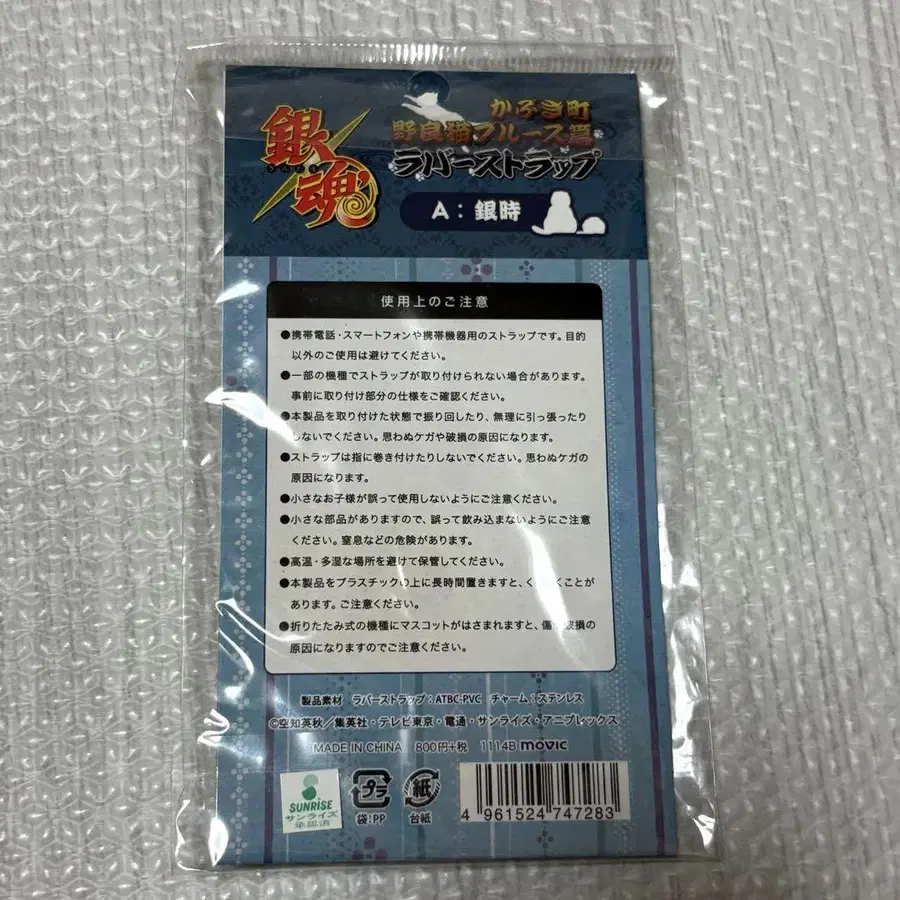 銀魂
ぎんたま
かぶき町
野良猫ブルース篇
ラバーストラップ
A：銀時
使用上のご注意
●携帯電話・スマートフォンや携帯機器用のストラップです。目的
以外のご使用は避けてください。
●一部の機種でストラップが取り付けられない場合があります。
事前に取り付け部分の仕様をご確認ください。
●本製品を取り付けた状態で振り回したり、無理に引っ張ったり
しないでください。思わぬケガや破損の原因になります。
●ストラップは指に巻き付けたりしないでください。思わぬケガの
原因になります。
●小さなお子様が誤って使用しないようにご注意ください。
●小さな部品がありますので、誤って飲み込まないようにご注意
ください。窒息などの危険があります。
●高温・多湿な場所を避けて保管してください。
●本製品をプラスチックの上に長時間置きますと、くっつくことが
あります。ご注意ください。
●折りたたみ式の機種にマスコットがはさまれますと、傷や破損の
原因になりますのでご注意ください。
製品素材 ラバーストラップ：ATBC-PVC チャーム：ステンレス
©空知英秋／集英社・テレビ東京・電通・サンライズ・アニプレックス
MADE IN CHINA 800円+税 1114B movic
SUNRISE
サンライズ
承認済
プラ
袋：PP
紙
台紙
4 961524 747283